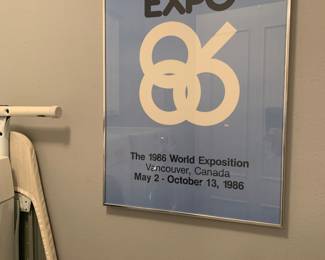 EXPO
86
The 1986 World Exposition
Vancouver, Canada
May 2 - October 13, 1986